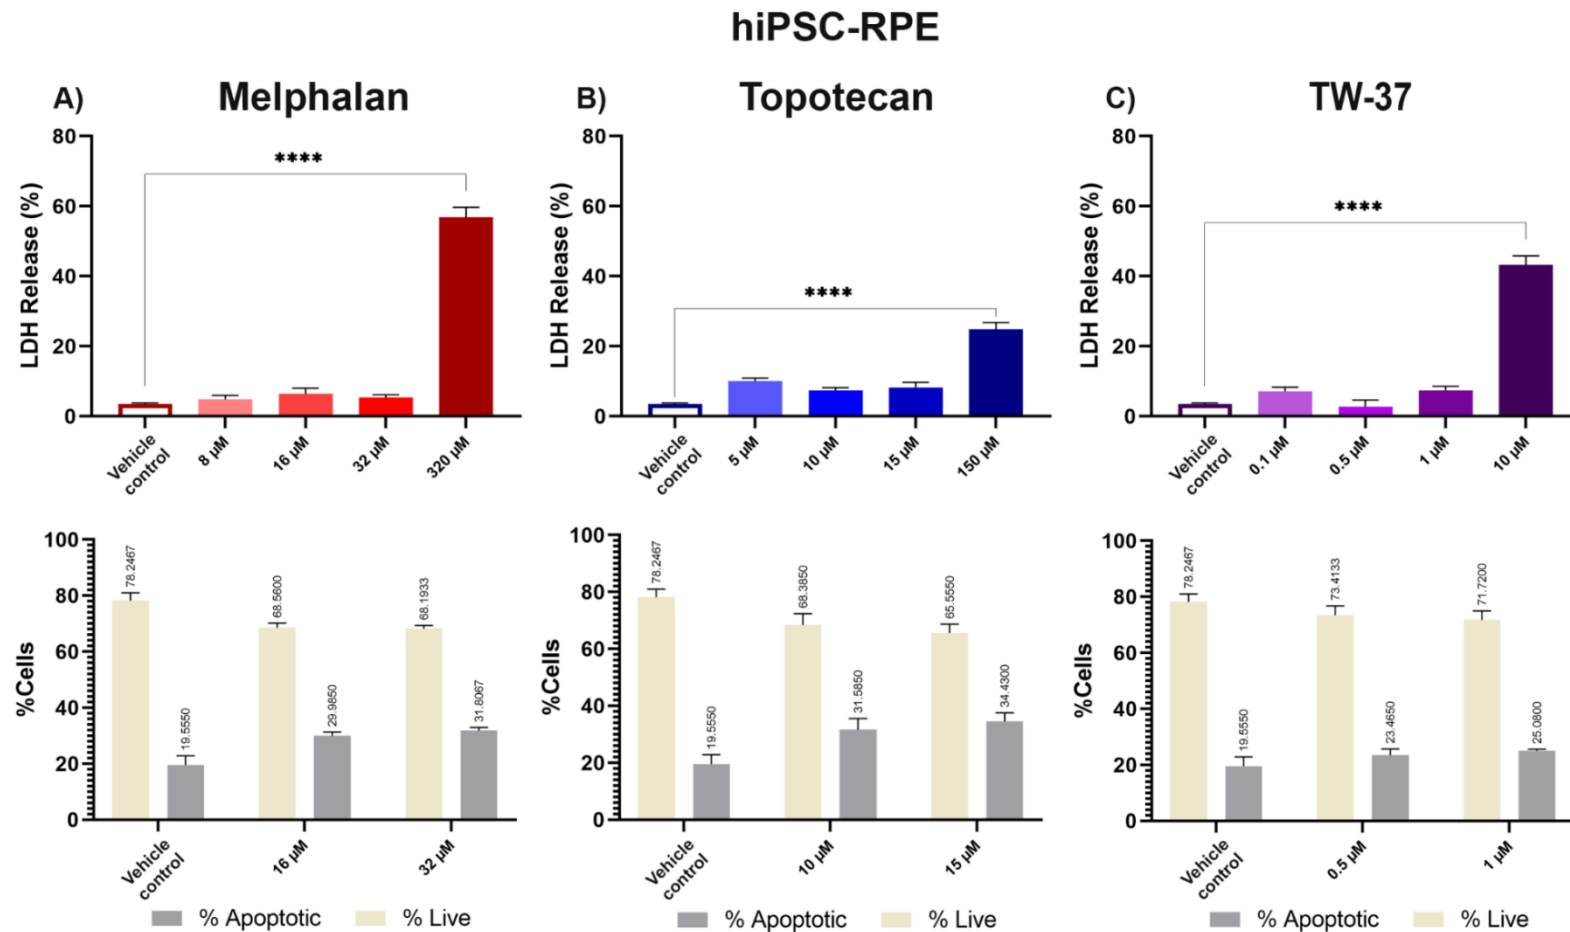 hiPSC-RPE
A) Melphalan
B) Topotecan
C) TW-37
LDH Release (%)
80
60
40
20
0
****
Vehicle control
8 µM
16 µM
32 µM
320 µM
LDH Release (%)
80
60
40
20
0
****
Vehicle control
5 µM
10 µM
15 µM
150 µM
LDH Release (%)
80
60
40
20
0
****
Vehicle control
0.1 µM
0.5 µM
1 µM
10 µM
%Cells
100
80
60
40
20
0
78.2467
19.5550
68.5600
29.9850
68.1933
31.8067
Vehicle control
16 µM
32 µM
% Apoptotic
% Live
%Cells
100
80
60
40
20
0
78.2467
19.5550
68.3850
31.5850
65.5550
34.4300
Vehicle control
10 µM
15 µM
% Apoptotic
% Live
%Cells
100
80
60
40
20
0
78.2467
19.5550
73.4133
23.4650
71.7200
25.0800
Vehicle control
0.5 µM
1 µM
% Apoptotic
% Live